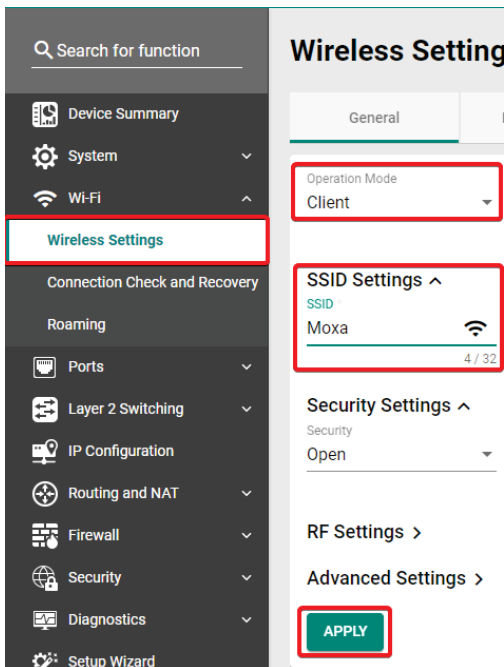 Search for function
Device Summary
System
Wi-Fi
Wireless Settings
Connection Check and Recovery
Roaming
Ports
Layer 2 Switching
IP Configuration
Routing and NAT
Firewall
Security
Diagnostics
Setup Wizard
Wireless Setting
General
Operation Mode
Client
SSID Settings
SSID *
Moxa
4 / 32
Security Settings
Security
Open
RF Settings
Advanced Settings
APPLY